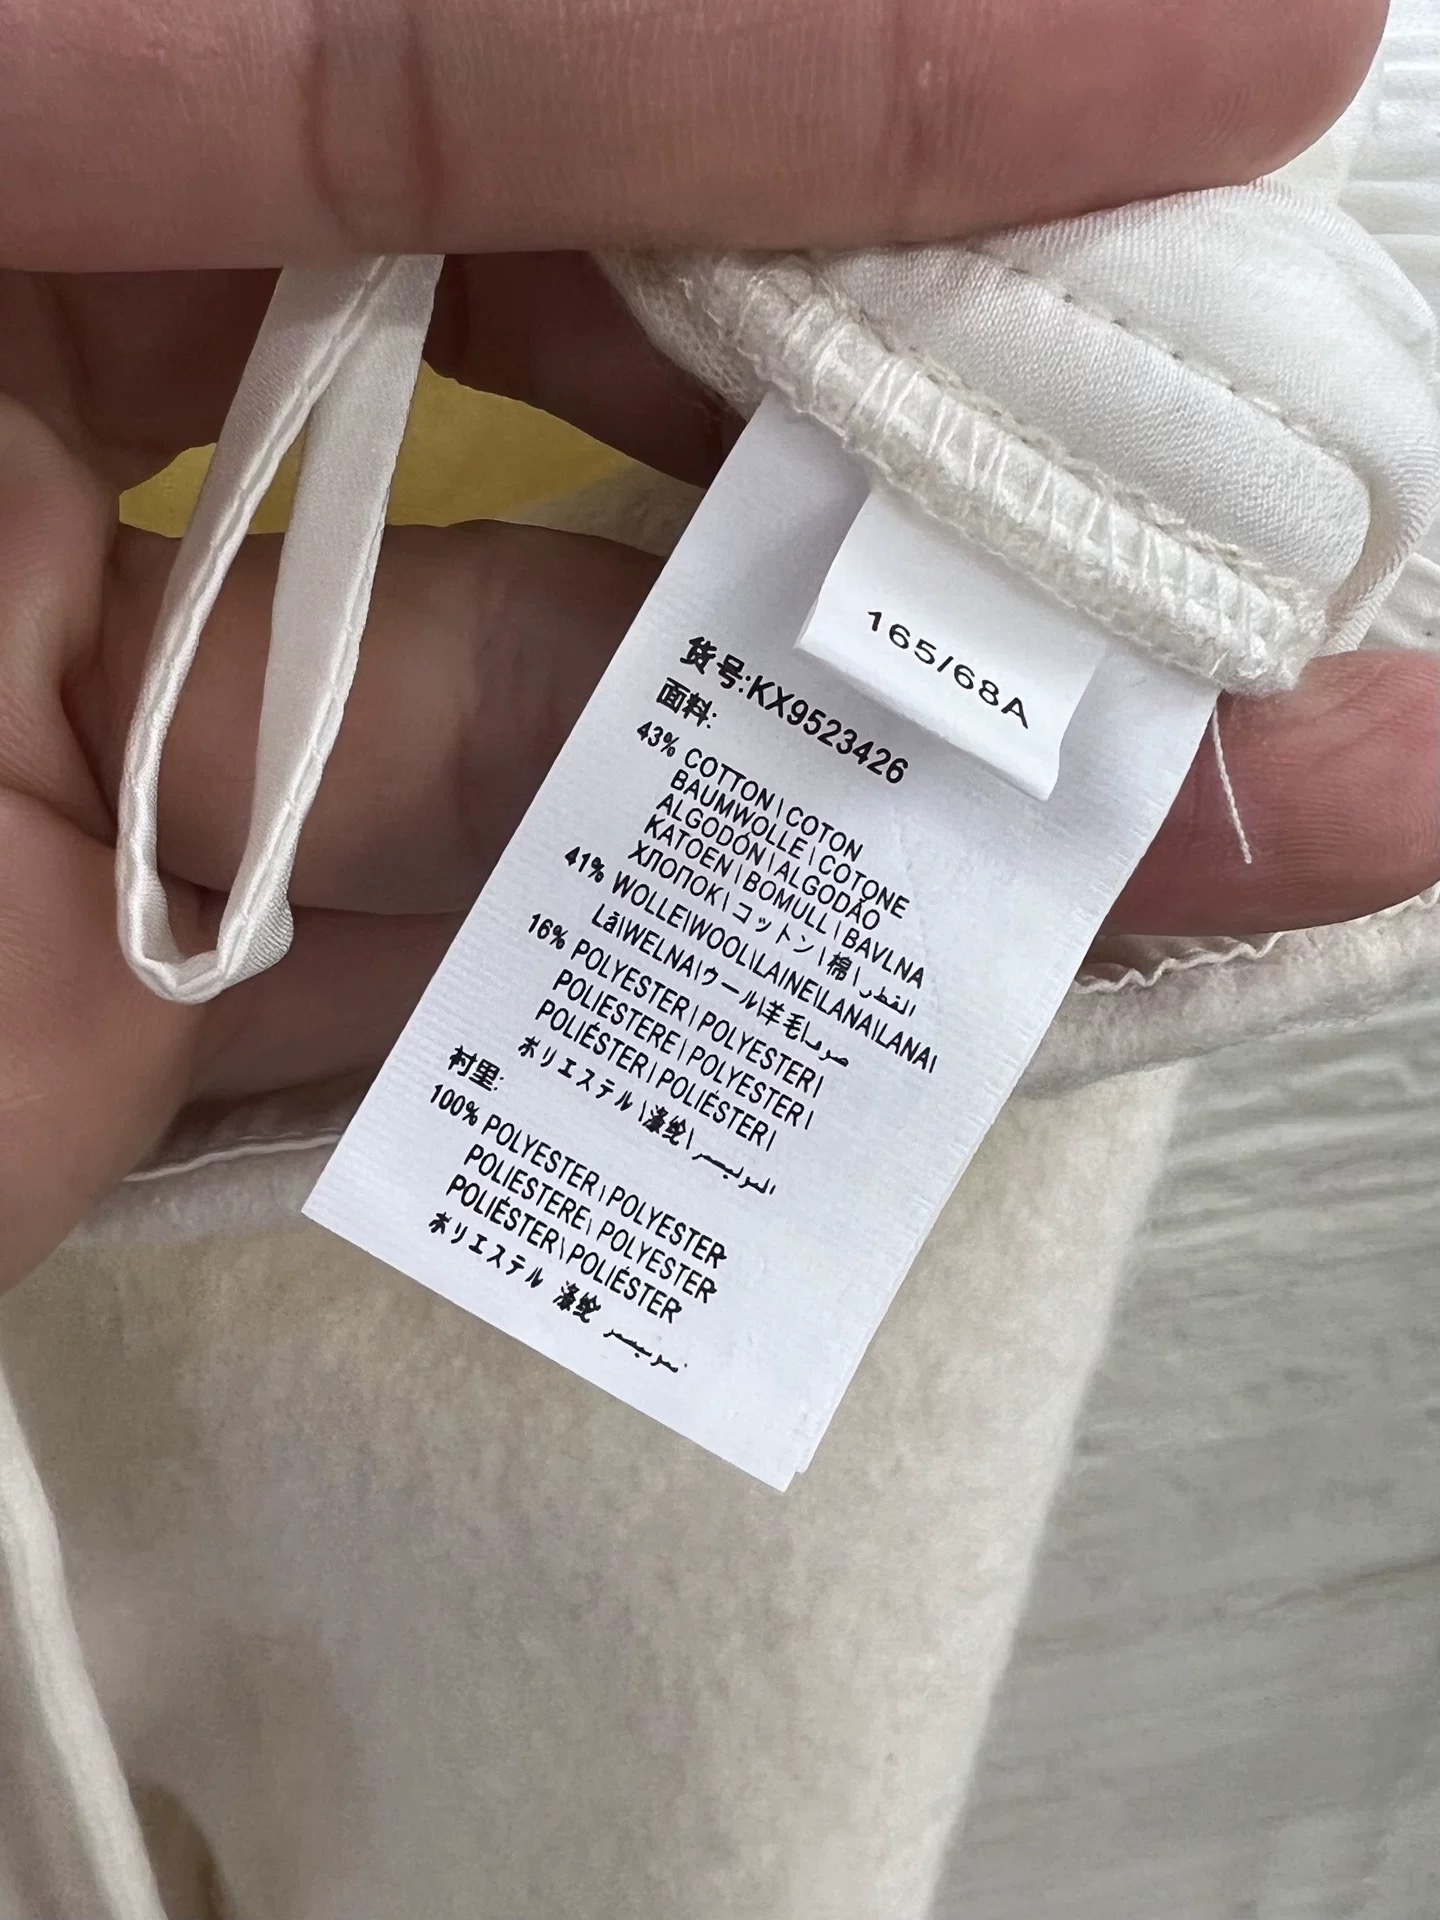 165/68A
货号:KX9523426
面料:
43% COTTON\COTON
BAUMWOLLE\COTONE
ALGODÓN\ALGODÃO
KATOEN\BOMULL\BAVLNA
ХЛОПОК\コットン\棉\القطر
41% WOLLE\WOOL\LAINE\LANA\LANA\
Lã\WELNA\ウール\羊毛\صوف
16% POLYESTER\POLYESTER\
POLIESTERE\POLYESTER\
POLIÉSTER\POLIÉSTER\
ポリエステル\涤纶\
衬里:
100% POLYESTER\POLYESTER
POLIESTERE\POLYESTER
POLIÉSTER\POLIÉSTER
ポリエステル 涤纶